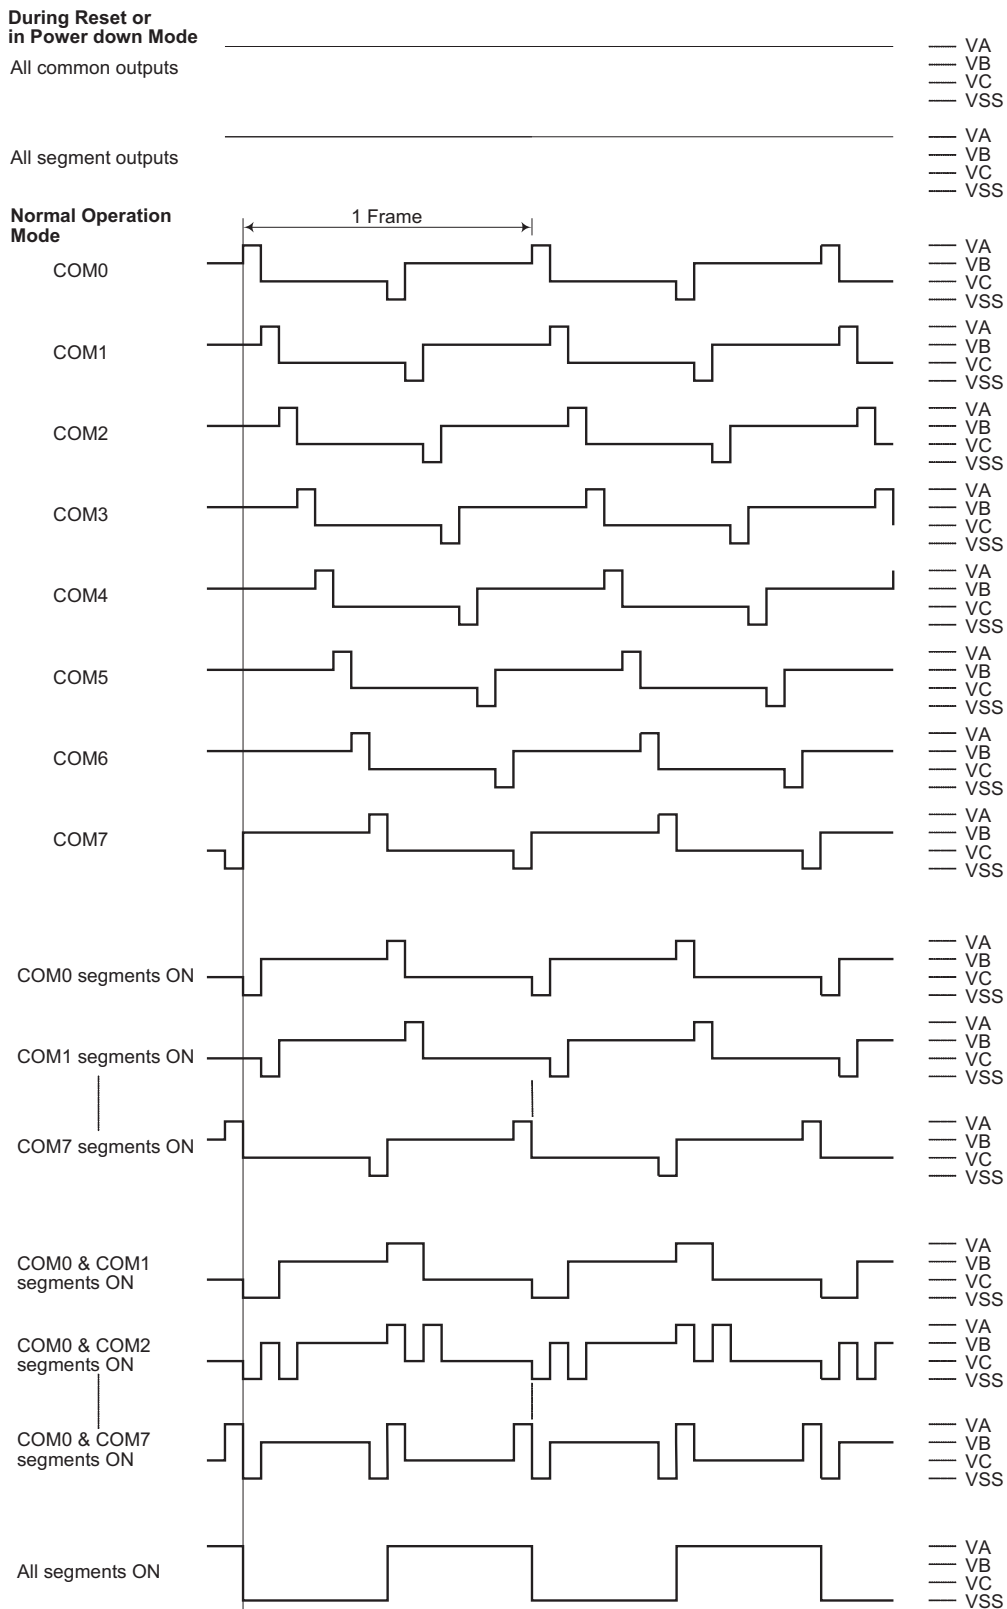 During Reset or
in Power down Mode
All common outputs
VA
VB
VC
VSS
All segment outputs
VA
VB
VC
VSS
Normal Operation
Mode
1 Frame
COM0
VA
VB
VC
VSS
COM1
VA
VB
VC
VSS
COM2
VA
VB
VC
VSS
COM3
VA
VB
VC
VSS
COM4
VA
VB
VC
VSS
COM5
VA
VB
VC
VSS
COM6
VA
VB
VC
VSS
COM7
VA
VB
VC
VSS
COM0 segments ON
VA
VB
VC
VSS
COM1 segments ON
VA
VB
VC
VSS
COM7 segments ON
VA
VB
VC
VSS
COM0 & COM1
segments ON
VA
VB
VC
VSS
COM0 & COM2
segments ON
VA
VB
VC
VSS
COM0 & COM7
segments ON
VA
VB
VC
VSS
All segments ON
VA
VB
VC
VSS